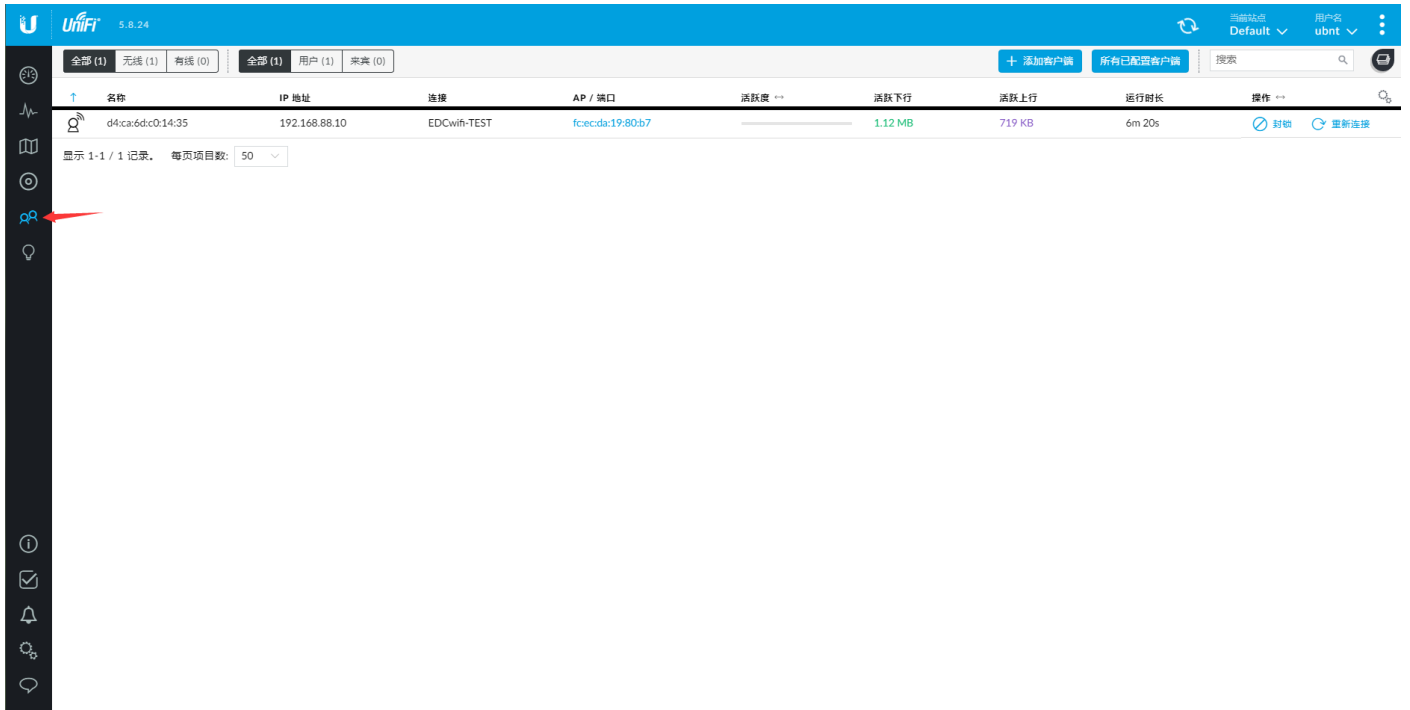 UniFi 5.8.24
当前站点 用户名
Default ubnt
全部 (1) 无线 (1) 有线 (0) 全部 (1) 用户 (1) 来宾 (0) + 添加客户端 所有已配置客户端 搜索
↑ 名称 IP 地址 连接 AP / 端口 活跃度 ↔ 活跃下行 活跃上行 运行时长 操作 ↔
d4:ca:6d:c0:14:35 192.168.88.10 EDCwifi-TEST fc:ec:da:19:80:b7 1.12 MB 719 KB 6m 20s 封锁 重新连接
显示 1-1 / 1 记录。 每页项目数: 50